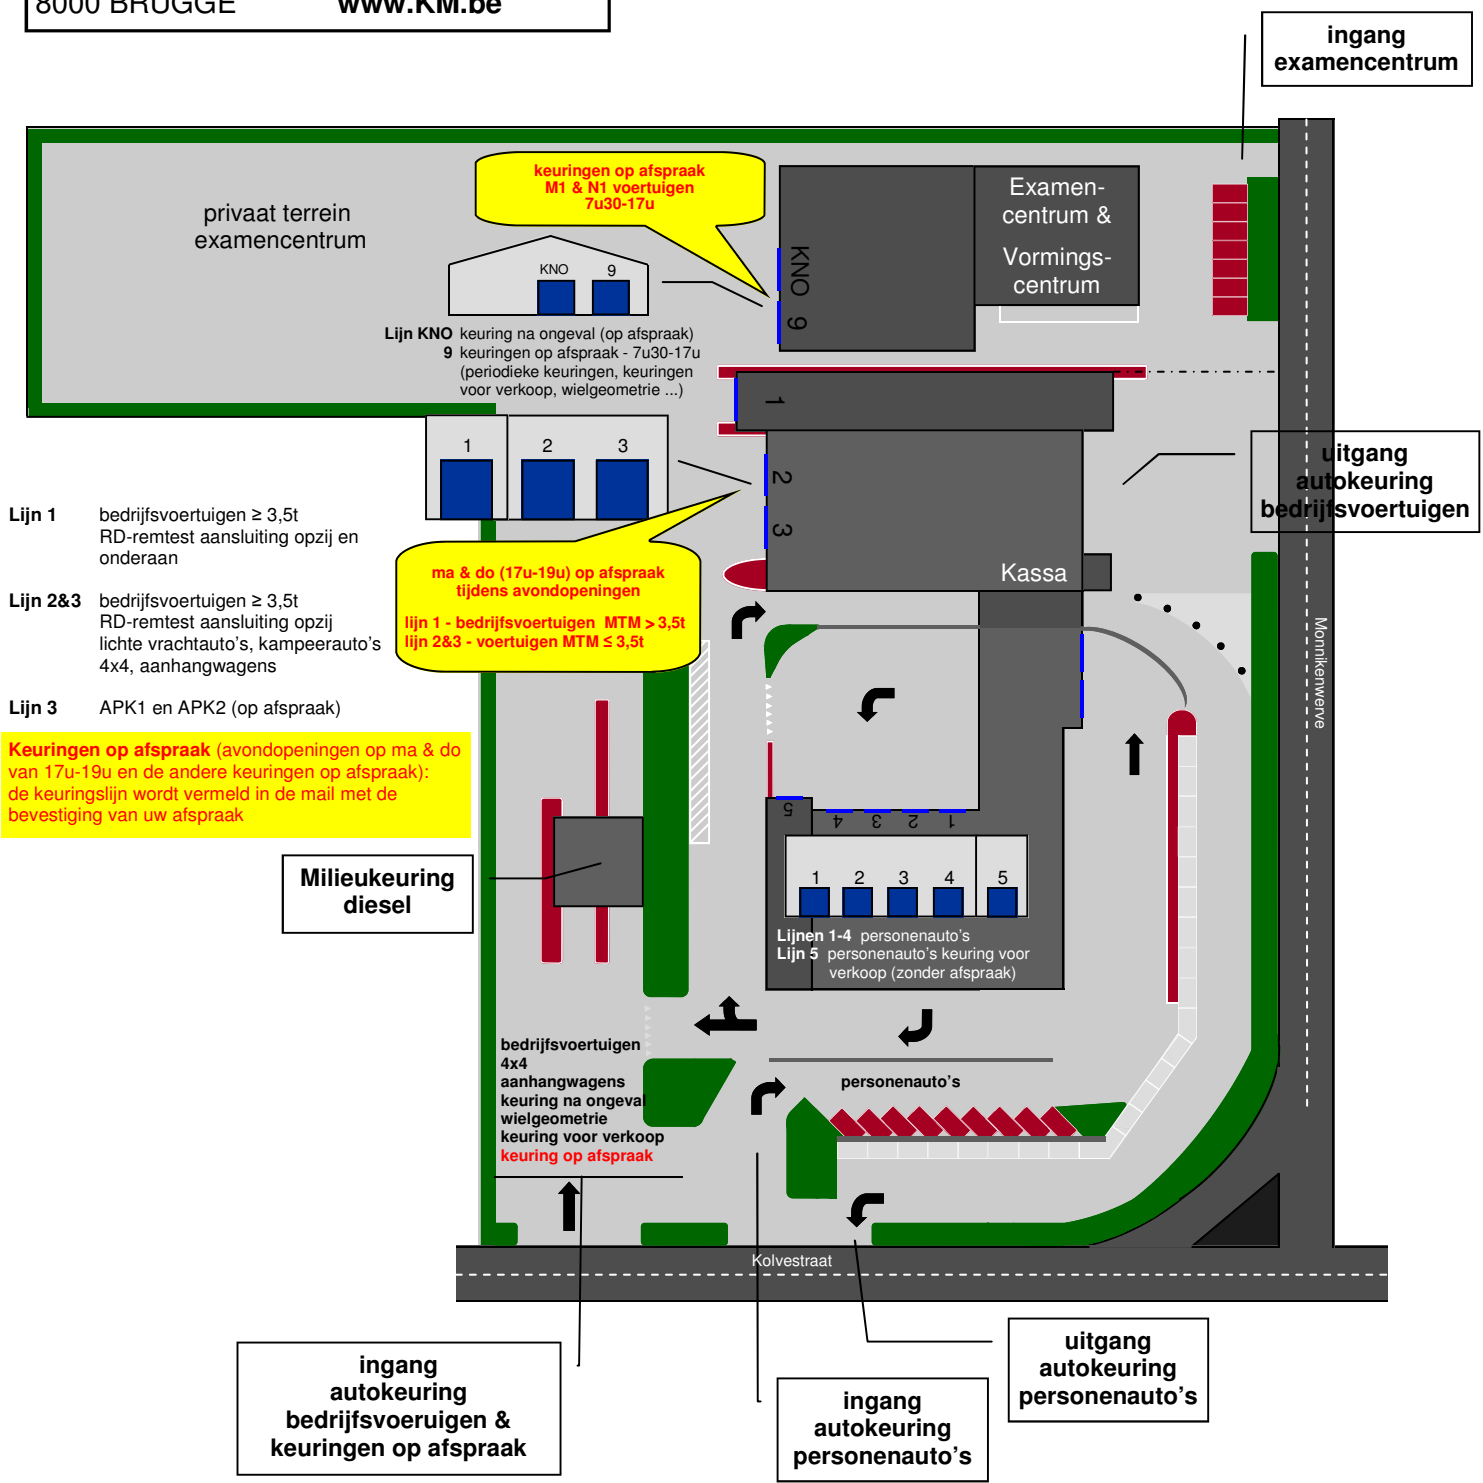 8000 BRUGGE www.KM.be
ingang
examencentrum
keuringen op afspraak
M1 & N1 voertuigen
7u30-17u
privaat terrein
examencentrum
Examen-
centrum &
Vormings-
centrum
KNO 9
KNO 9
Lijn KNO keuring na ongeval (op afspraak)
9 keuringen op afspraak - 7u30-17u
(periodieke keuringen, keuringen
voor verkoop, wielgeometrie ...)
1
2
3
1 2 3
uitgang
autokeuring
bedrijfsvoertuigen
Lijn 1 bedrijfsvoertuigen ≥ 3,5t
RD-remtest aansluiting opzij en
onderaan
Lijn 2&3 bedrijfsvoertuigen ≥ 3,5t
RD-remtest aansluiting opzij
lichte vrachtauto's, kampeerauto's
4x4, aanhangwagens
Lijn 3 APK1 en APK2 (op afspraak)
ma & do (17u-19u) op afspraak
tijdens avondopeningen
lijn 1 - bedrijfsvoertuigen MTM > 3,5t
lijn 2&3 - voertuigen MTM ≤ 3,5t
Kassa
Monnikenwerve
Keuringen op afspraak (avondopeningen op ma & do
van 17u-19u en de andere keuringen op afspraak):
de keuringslijn wordt vermeld in de mail met de
bevestiging van uw afspraak
5 4 3 2 1
Milieukeuring
diesel
1 2 3 4 5
Lijnen 1-4 personenauto's
Lijn 5 personenauto's keuring voor
verkoop (zonder afspraak)
bedrijfsvoertuigen
4x4
aanhangwagens
keuring na ongeval
wielgeometrie
keuring voor verkoop
keuring op afspraak
personenauto's
Kolvestraat
ingang
autokeuring
bedrijfsvoeruigen &
keuringen op afspraak
ingang
autokeuring
personenauto's
uitgang
autokeuring
personenauto's